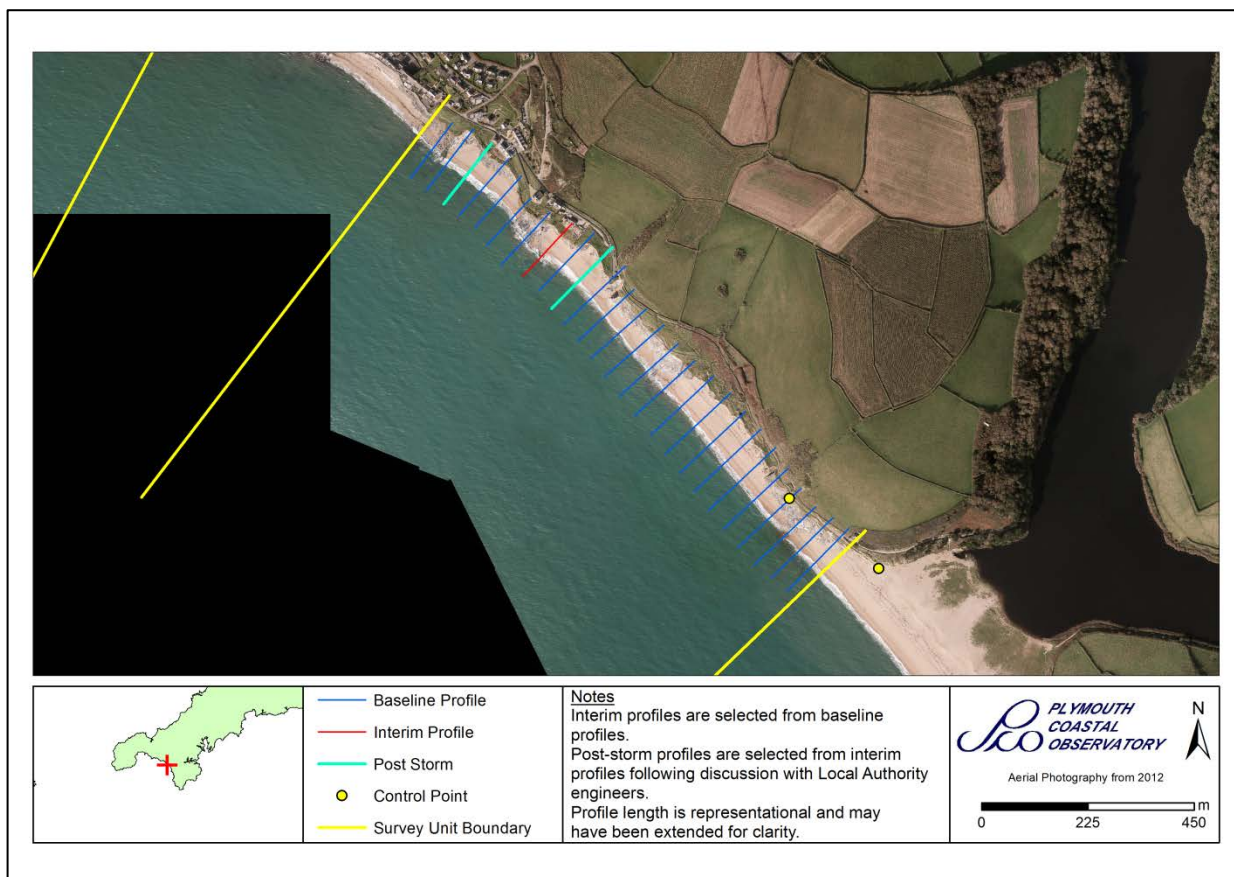 Baseline Profile
Interim Profile
Post Storm
Control Point
Survey Unit Boundary
Notes
Interim profiles are selected from baseline
profiles.
Post-storm profiles are selected from interim
profiles following discussion with Local Authority
engineers.
Profile length is representational and may
have been extended for clarity.
Pco
PLYMOUTH
COASTAL
OBSERVATORY
N
Aerial Photography from 2012
m
0 225 450